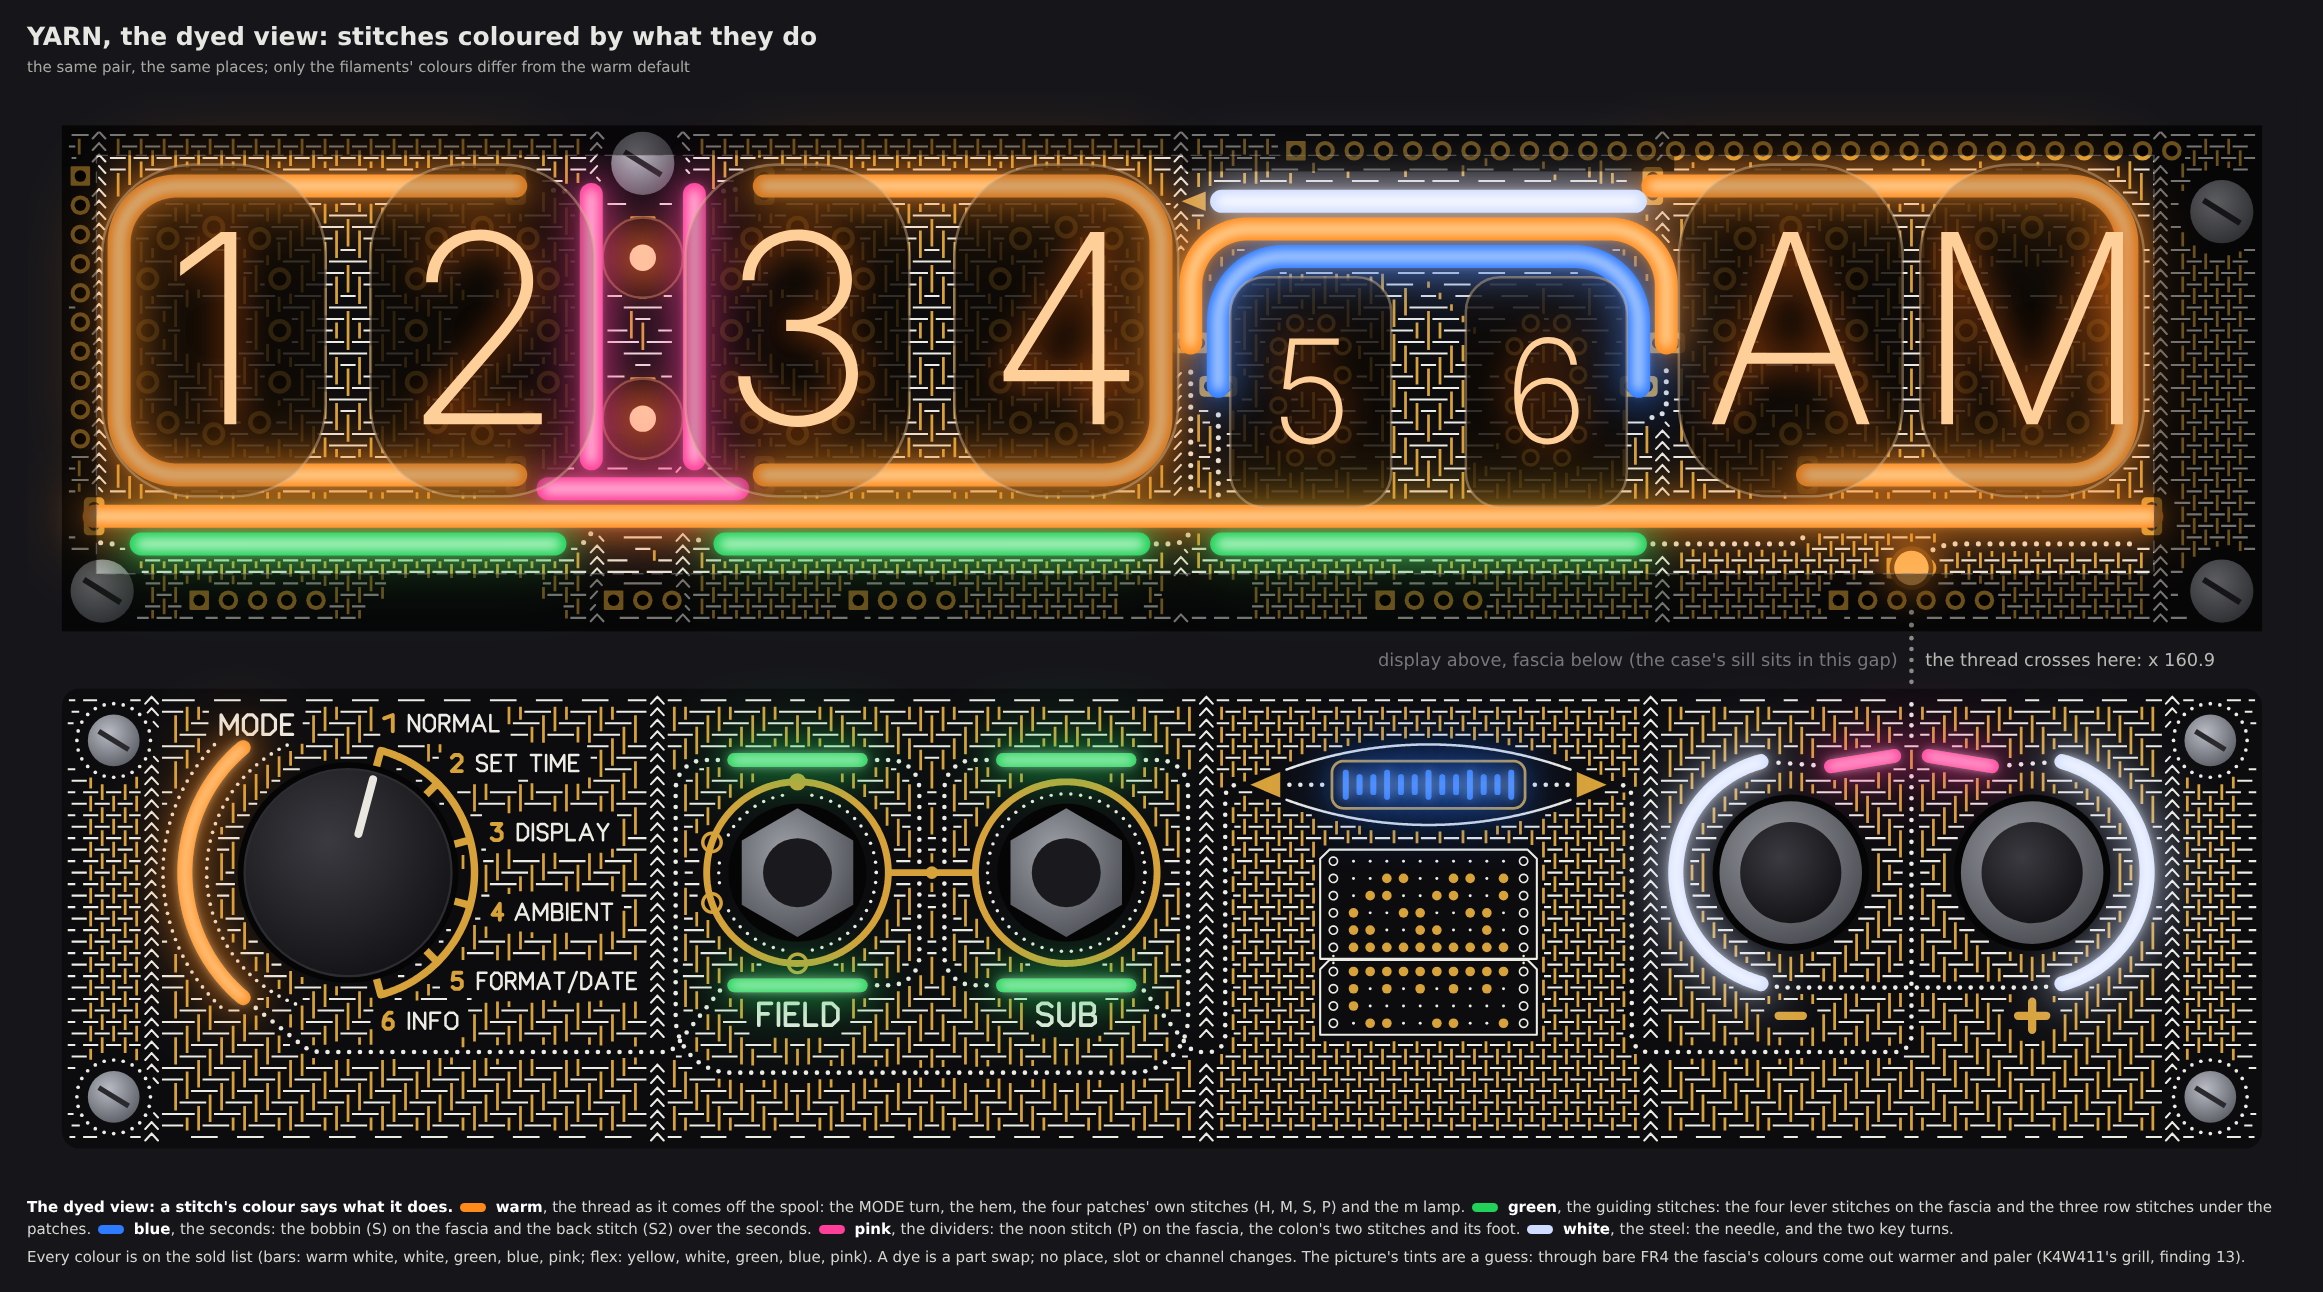 YARN, the dyed view: stitches coloured by what they do
the same pair, the same places; only the filaments' colours differ from the warm default
1 2 3 4 5 6 A M
display above, fascia below (the case's sill sits in this gap)
the thread crosses here: x 160.9
MODE
1 NORMAL
2 SET TIME
3 DISPLAY
4 AMBIENT
5 FORMAT/DATE
6 INFO
FIELD
SUB
−
+
The dyed view: a stitch's colour says what it does. warm, the thread as it comes off the spool: the MODE turn, the hem, the four patches' own stitches (H, M, S, P) and the m lamp. green, the guiding stitches: the four lever stitches on the fascia and the three row stitches under the
patches. blue, the seconds: the bobbin (S) on the fascia and the back stitch (S2) over the seconds. pink, the dividers: the noon stitch (P) on the fascia, the colon's two stitches and its foot. white, the steel: the needle, and the two key turns.
Every colour is on the sold list (bars: warm white, white, green, blue, pink; flex: yellow, white, green, blue, pink). A dye is a part swap; no place, slot or channel changes. The picture's tints are a guess: through bare FR4 the fascia's colours come out warmer and paler (K4W411's grill, finding 13).